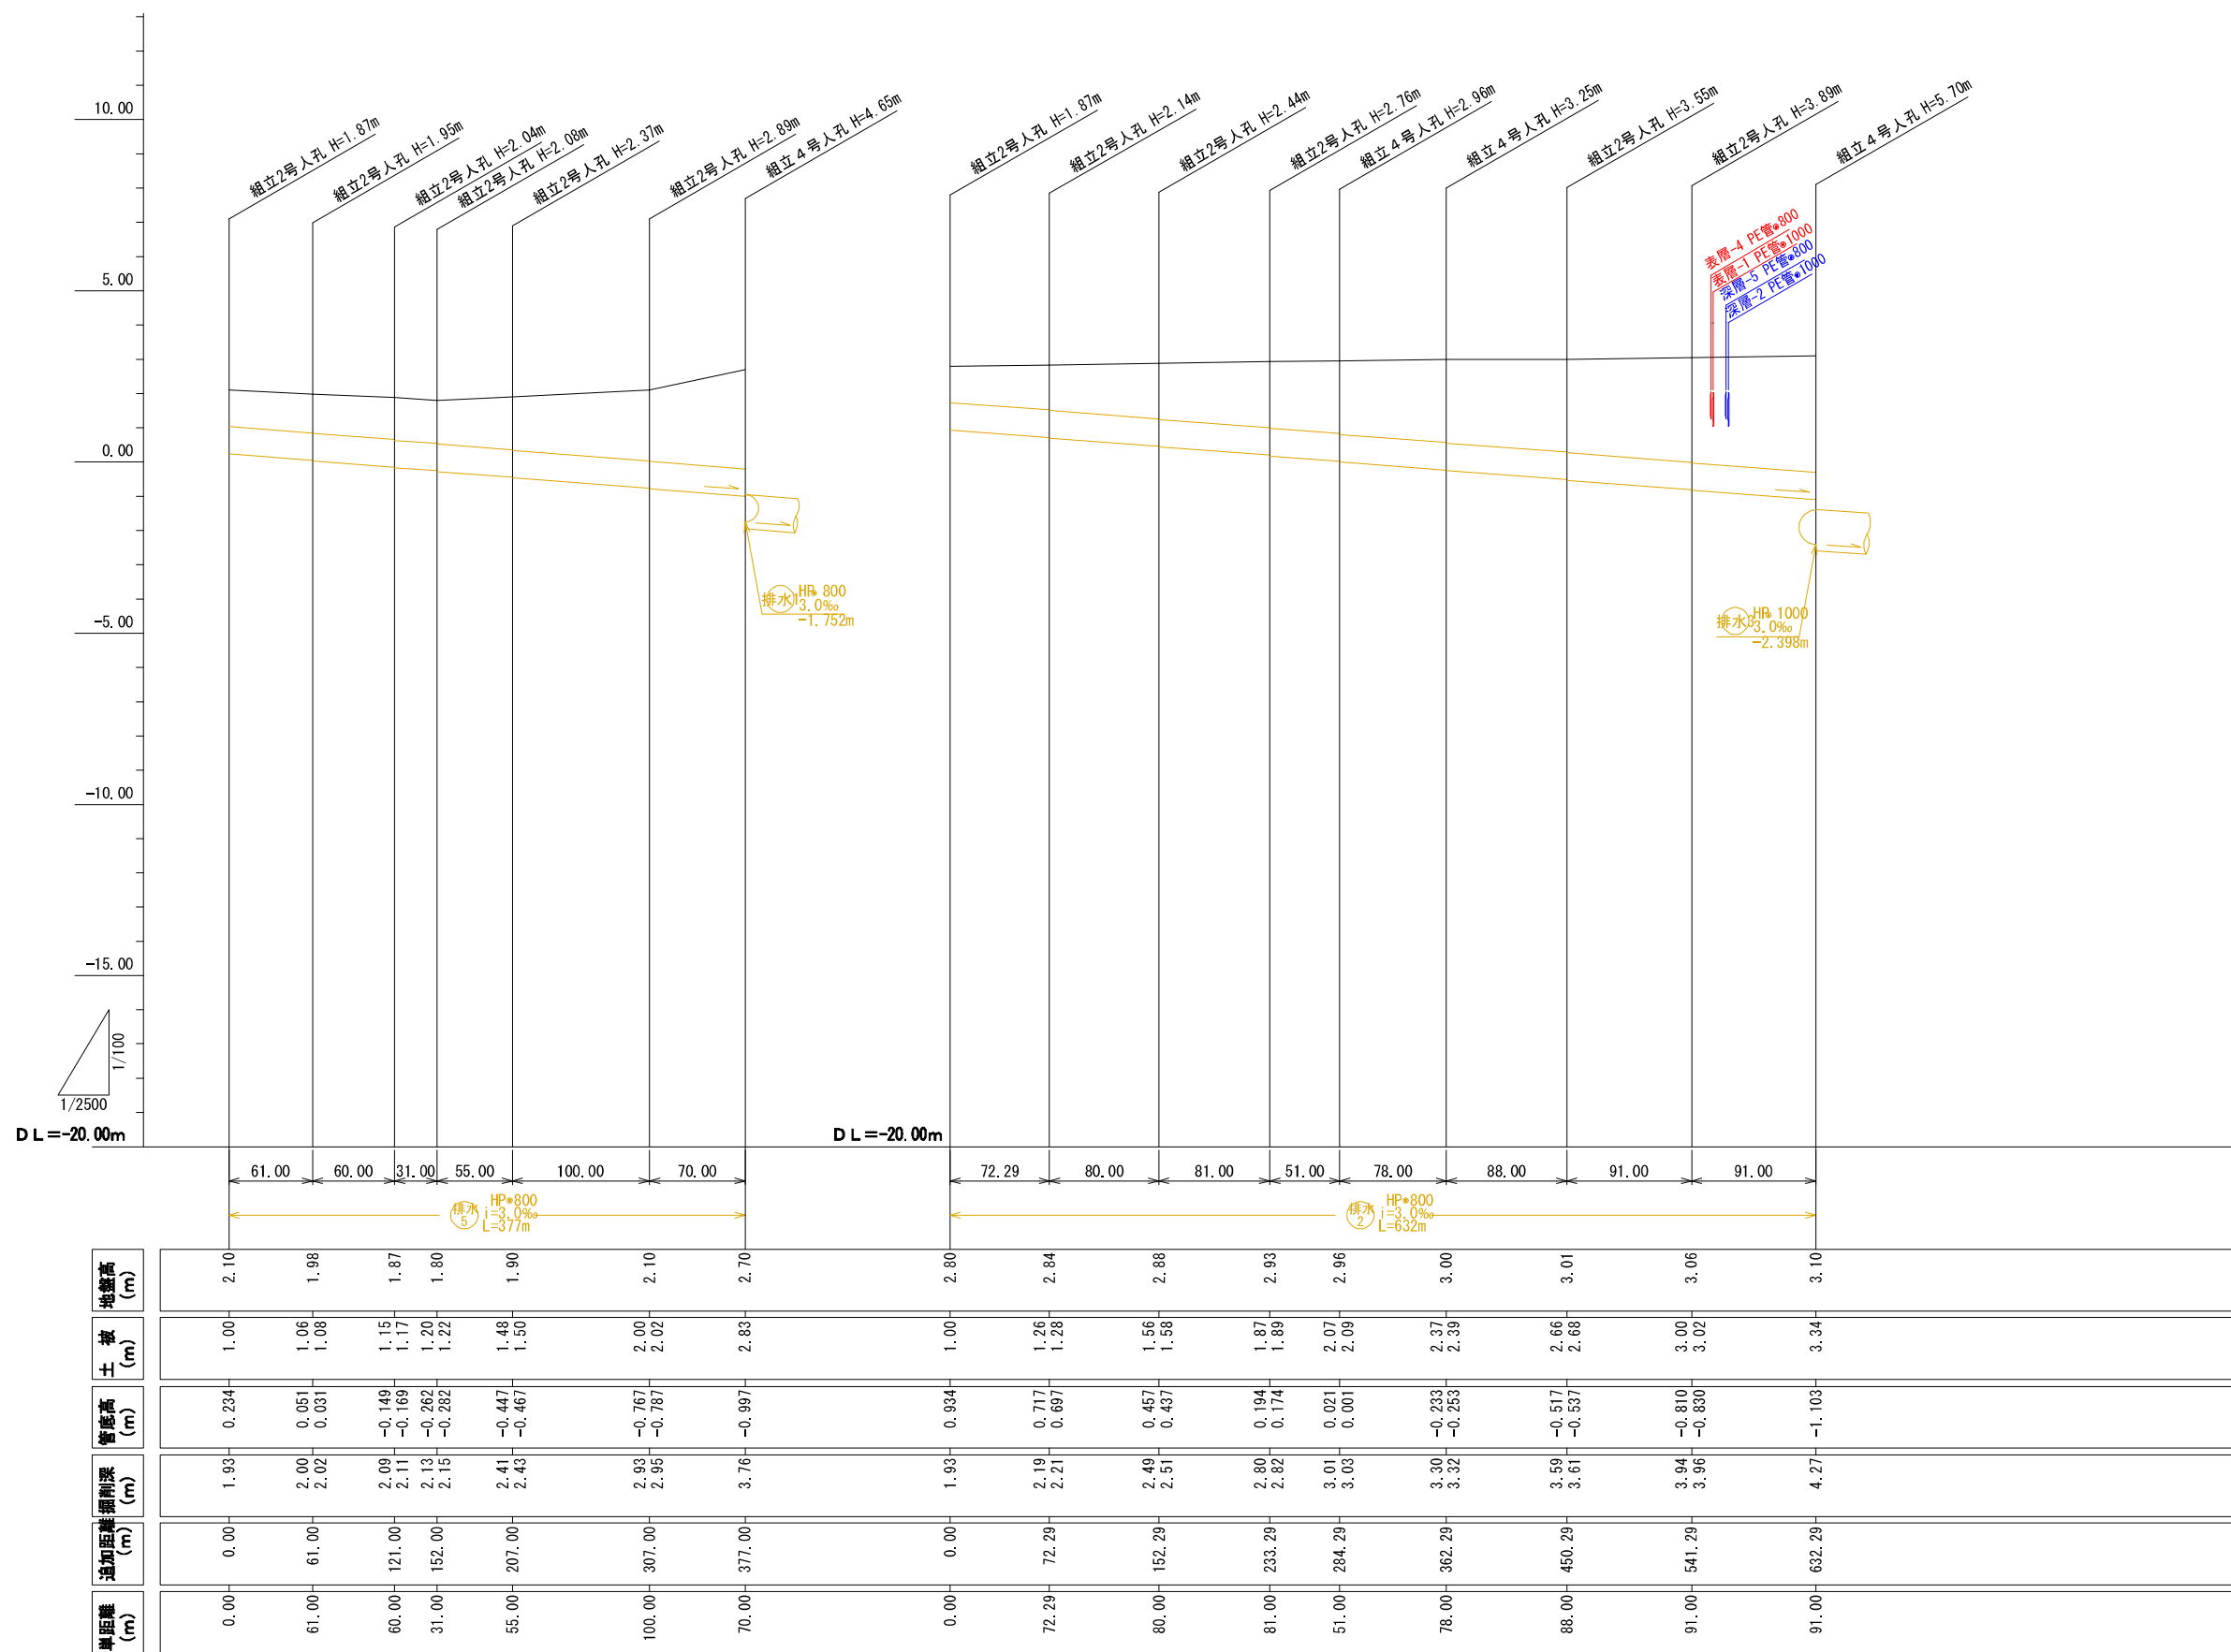 10.00
5.00
0.00
-5.00
-10.00
-15.00
組立2号人孔 H=1.87m
組立2号人孔 H=1.95m
組立2号人孔 H=2.04m
組立2号人孔 H=2.08m
組立2号人孔 H=2.37m
組立2号人孔 H=2.89m
組立4号人孔 H=4.65m
組立2号人孔 H=1.87m
組立2号人孔 H=2.14m
組立2号人孔 H=2.44m
組立2号人孔 H=2.76m
組立4号人孔 H=2.96m
組立4号人孔 H=3.25m
組立2号人孔 H=3.55m
組立2号人孔 H=3.89m
組立4号人孔 H=5.70m
表層-4 PE管⌀800
表層-1 PE管⌀1000
深層-5 PE管⌀800
深層-2 PE管⌀1000
排水1
HP⌀ 800
3.0‰
-1.752m
排水3
HP⌀ 1000
3.0‰
-2.398m
1/100
1/2500
DL=-20.00m
DL=-20.00m
61.00 60.00 31.00 55.00 100.00 70.00
72.29 80.00 81.00 51.00 78.00 88.00 91.00 91.00
排水
5
HP⌀800
i=3.0‰
L=377m
排水
2
HP⌀800
i=3.0‰
L=632m
地盤高
(m)
2.10 1.98 1.87 1.80 1.90 2.10 2.70
2.80 2.84 2.88 2.93 2.96 3.00 3.01 3.06 3.10
土 被
(m)
1.00 1.06 1.08 1.15 1.17 1.20 1.22 1.48 1.50 2.00 2.02 2.83
1.00 1.26 1.28 1.56 1.58 1.87 1.89 2.07 2.09 2.37 2.39 2.66 2.68 3.00 3.02 3.34
管底高
(m)
0.234 0.051 0.031 -0.149 -0.169 -0.262 -0.282 -0.447 -0.467 -0.767 -0.787 -0.997
0.934 0.717 0.697 0.457 0.437 0.194 0.174 0.021 0.001 -0.233 -0.253 -0.517 -0.537 -0.810 -0.830 -1.103
掘削深
(m)
1.93 2.00 2.02 2.09 2.11 2.13 2.15 2.41 2.43 2.93 2.95 3.76
1.93 2.19 2.21 2.49 2.51 2.80 2.82 3.01 3.03 3.30 3.32 3.59 3.61 3.94 3.96 4.27
追加距離
(m)
0.00 61.00 121.00 152.00 207.00 307.00 377.00
0.00 72.29 152.29 233.29 284.29 362.29 450.29 541.29 632.29
単距離
(m)
0.00 61.00 60.00 31.00 55.00 100.00 70.00
0.00 72.29 80.00 81.00 51.00 78.00 88.00 91.00 91.00